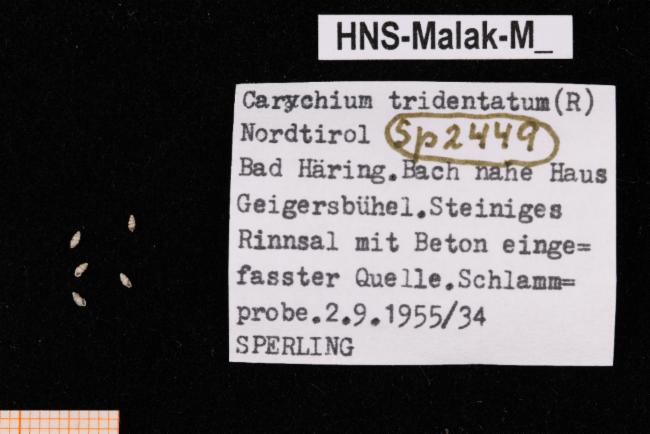 HNS-Malak-M_
Carychium tridentatum(R)
Nordtirol Sp2449
Bad Häring.Bach nahe Haus
Geigersbühel.Steiniges
Rinnsal mit Beton einge=
fasster Quelle.Schlamm=
probe.2.9.1955/34
SPERLING